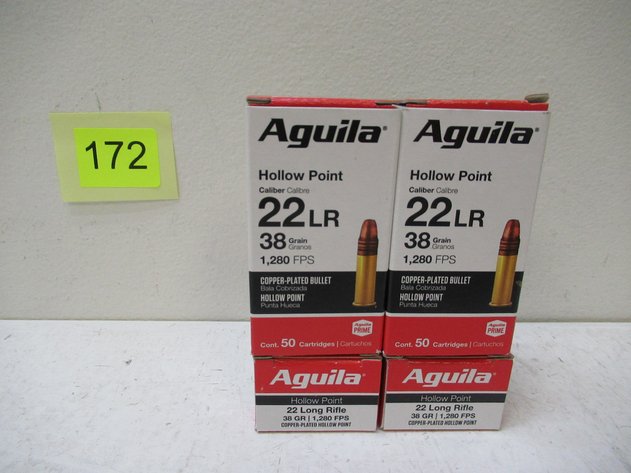 172
Aguila®
Hollow Point
Caliber Calibre
22 LR
38 Grain Granos
1,280 FPS
COPPER-PLATED BULLET
Bala Cobrizada
HOLLOW POINT
Punta Hueca
Aguila PRIME
Cont. 50 Cartridges | Cartuchos
Aguila®
Hollow Point
Caliber Calibre
22 LR
38 Grain Granos
1,280 FPS
COPPER-PLATED BULLET
Bala Cobrizada
HOLLOW POINT
Punta Hueca
Aguila PRIME
Cont. 50 Cartridges | Cartuchos
Aguila®
Hollow Point
22 Long Rifle
38 GR | 1,280 FPS
COPPER-PLATED HOLLOW POINT
Aguila®
Hollow Point
22 Long Rifle
38 GR | 1,280 FPS
COPPER-PLATED HOLLOW POINT